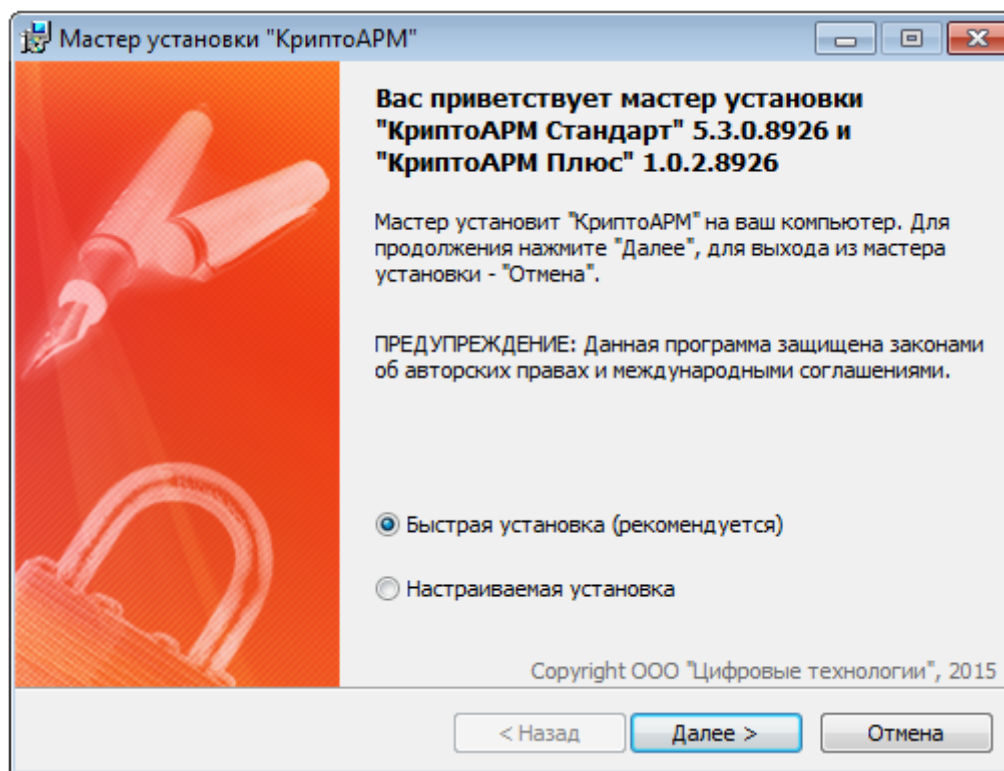 Мастер установки "КриптоАРМ"
Вас приветствует мастер установки
"КриптоАРМ Стандарт" 5.3.0.8926 и
"КриптоАРМ Плюс" 1.0.2.8926
Мастер установит "КриптоАРМ" на ваш компьютер. Для
продолжения нажмите "Далее", для выхода из мастера
установки - "Отмена".
ПРЕДУПРЕЖДЕНИЕ: Данная программа защищена законами
об авторских правах и международными соглашениями.
Быстрая установка (рекомендуется)
Настраиваемая установка
Copyright ООО "Цифровые технологии", 2015
< Назад
Далее >
Отмена